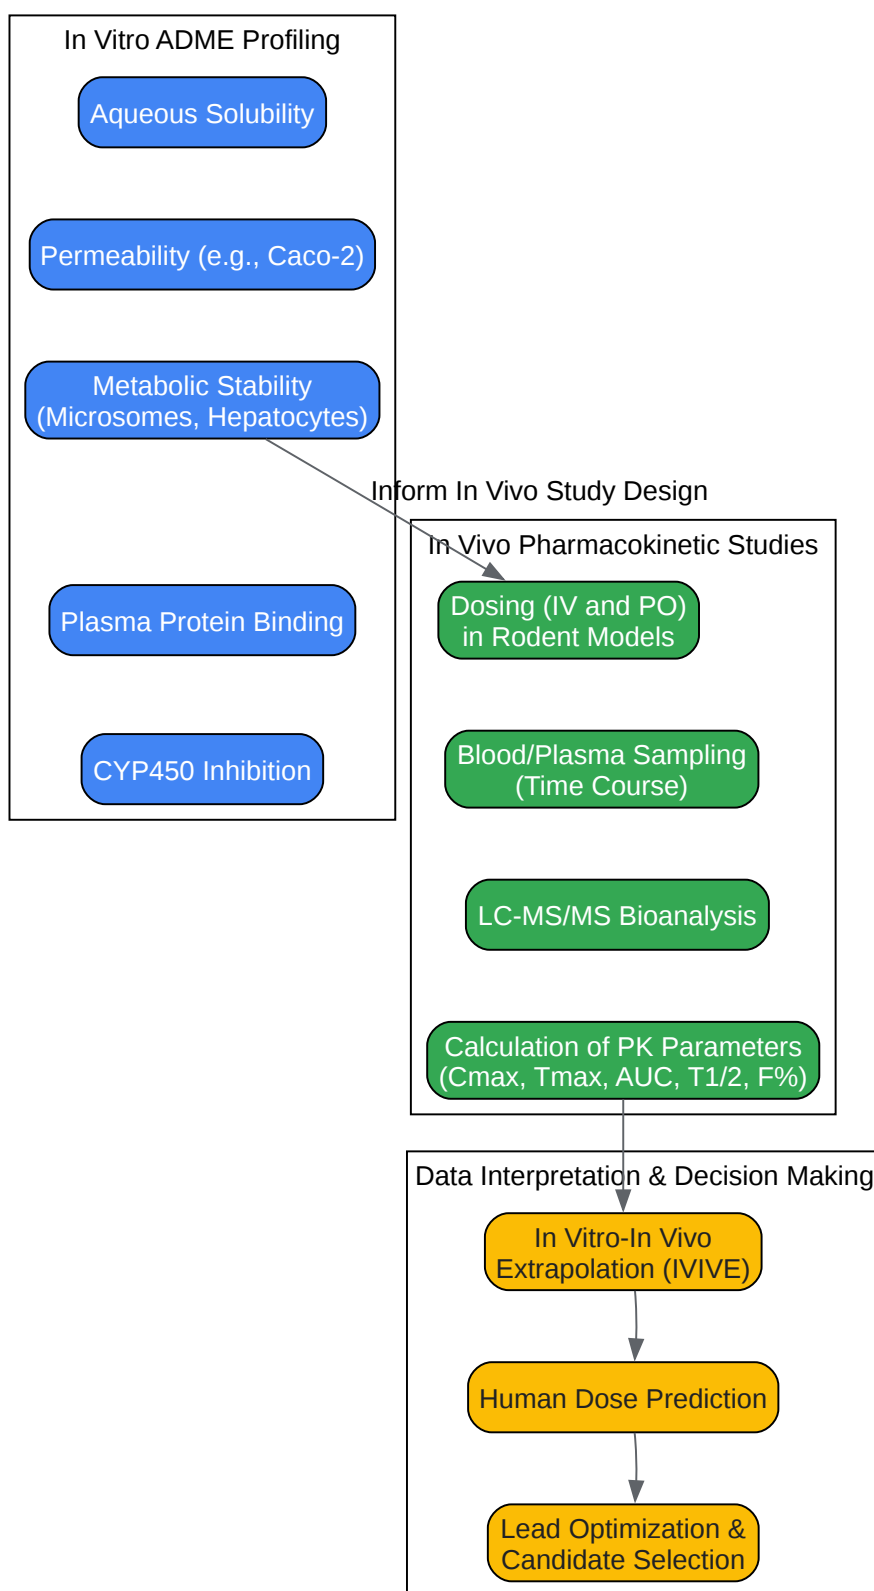 In Vitro ADME Profiling
Aqueous Solubility
Permeability (e.g., Caco-2)
Metabolic Stability
(Microsomes, Hepatocytes)
Plasma Protein Binding
CYP450 Inhibition
Inform In Vivo Study Design
In Vivo Pharmacokinetic Studies
Dosing (IV and PO)
in Rodent Models
Blood/Plasma Sampling
(Time Course)
LC-MS/MS Bioanalysis
Calculation of PK Parameters
(Cmax, Tmax, AUC, T1/2, F%)
Data Interpretation & Decision Making
In Vitro-In Vivo
Extrapolation (IVIVE)
Human Dose Prediction
Lead Optimization &
Candidate Selection